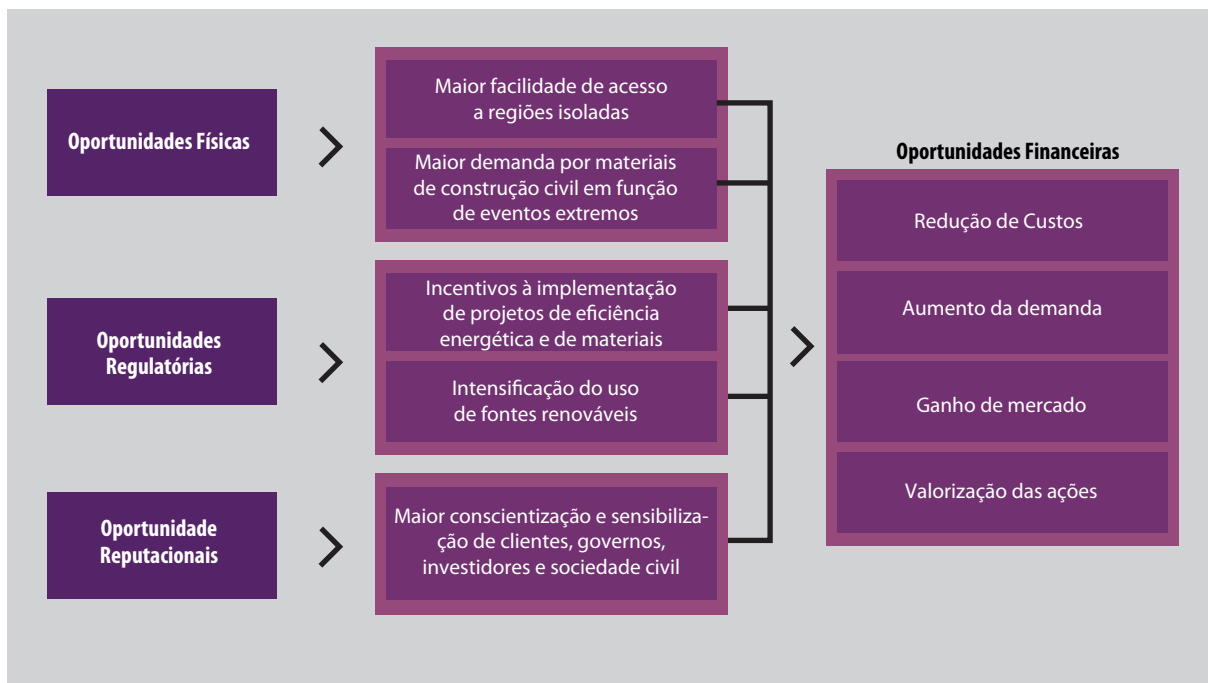 Oportunidades Físicas
Maior facilidade de acesso
a regiões isoladas
Maior demanda por materiais
de construção civil em função
de eventos extremos
Oportunidades
Regulatórias
Incentivos à implementação
de projetos de eficiência
energética e de materiais
Intensificação do uso
de fontes renováveis
Oportunidade
Reputacionais
Maior conscientização e sensibiliza-
ção de clientes, governos,
investidores e sociedade civil
Oportunidades Financeiras
Redução de Custos
Aumento da demanda
Ganho de mercado
Valorização das ações